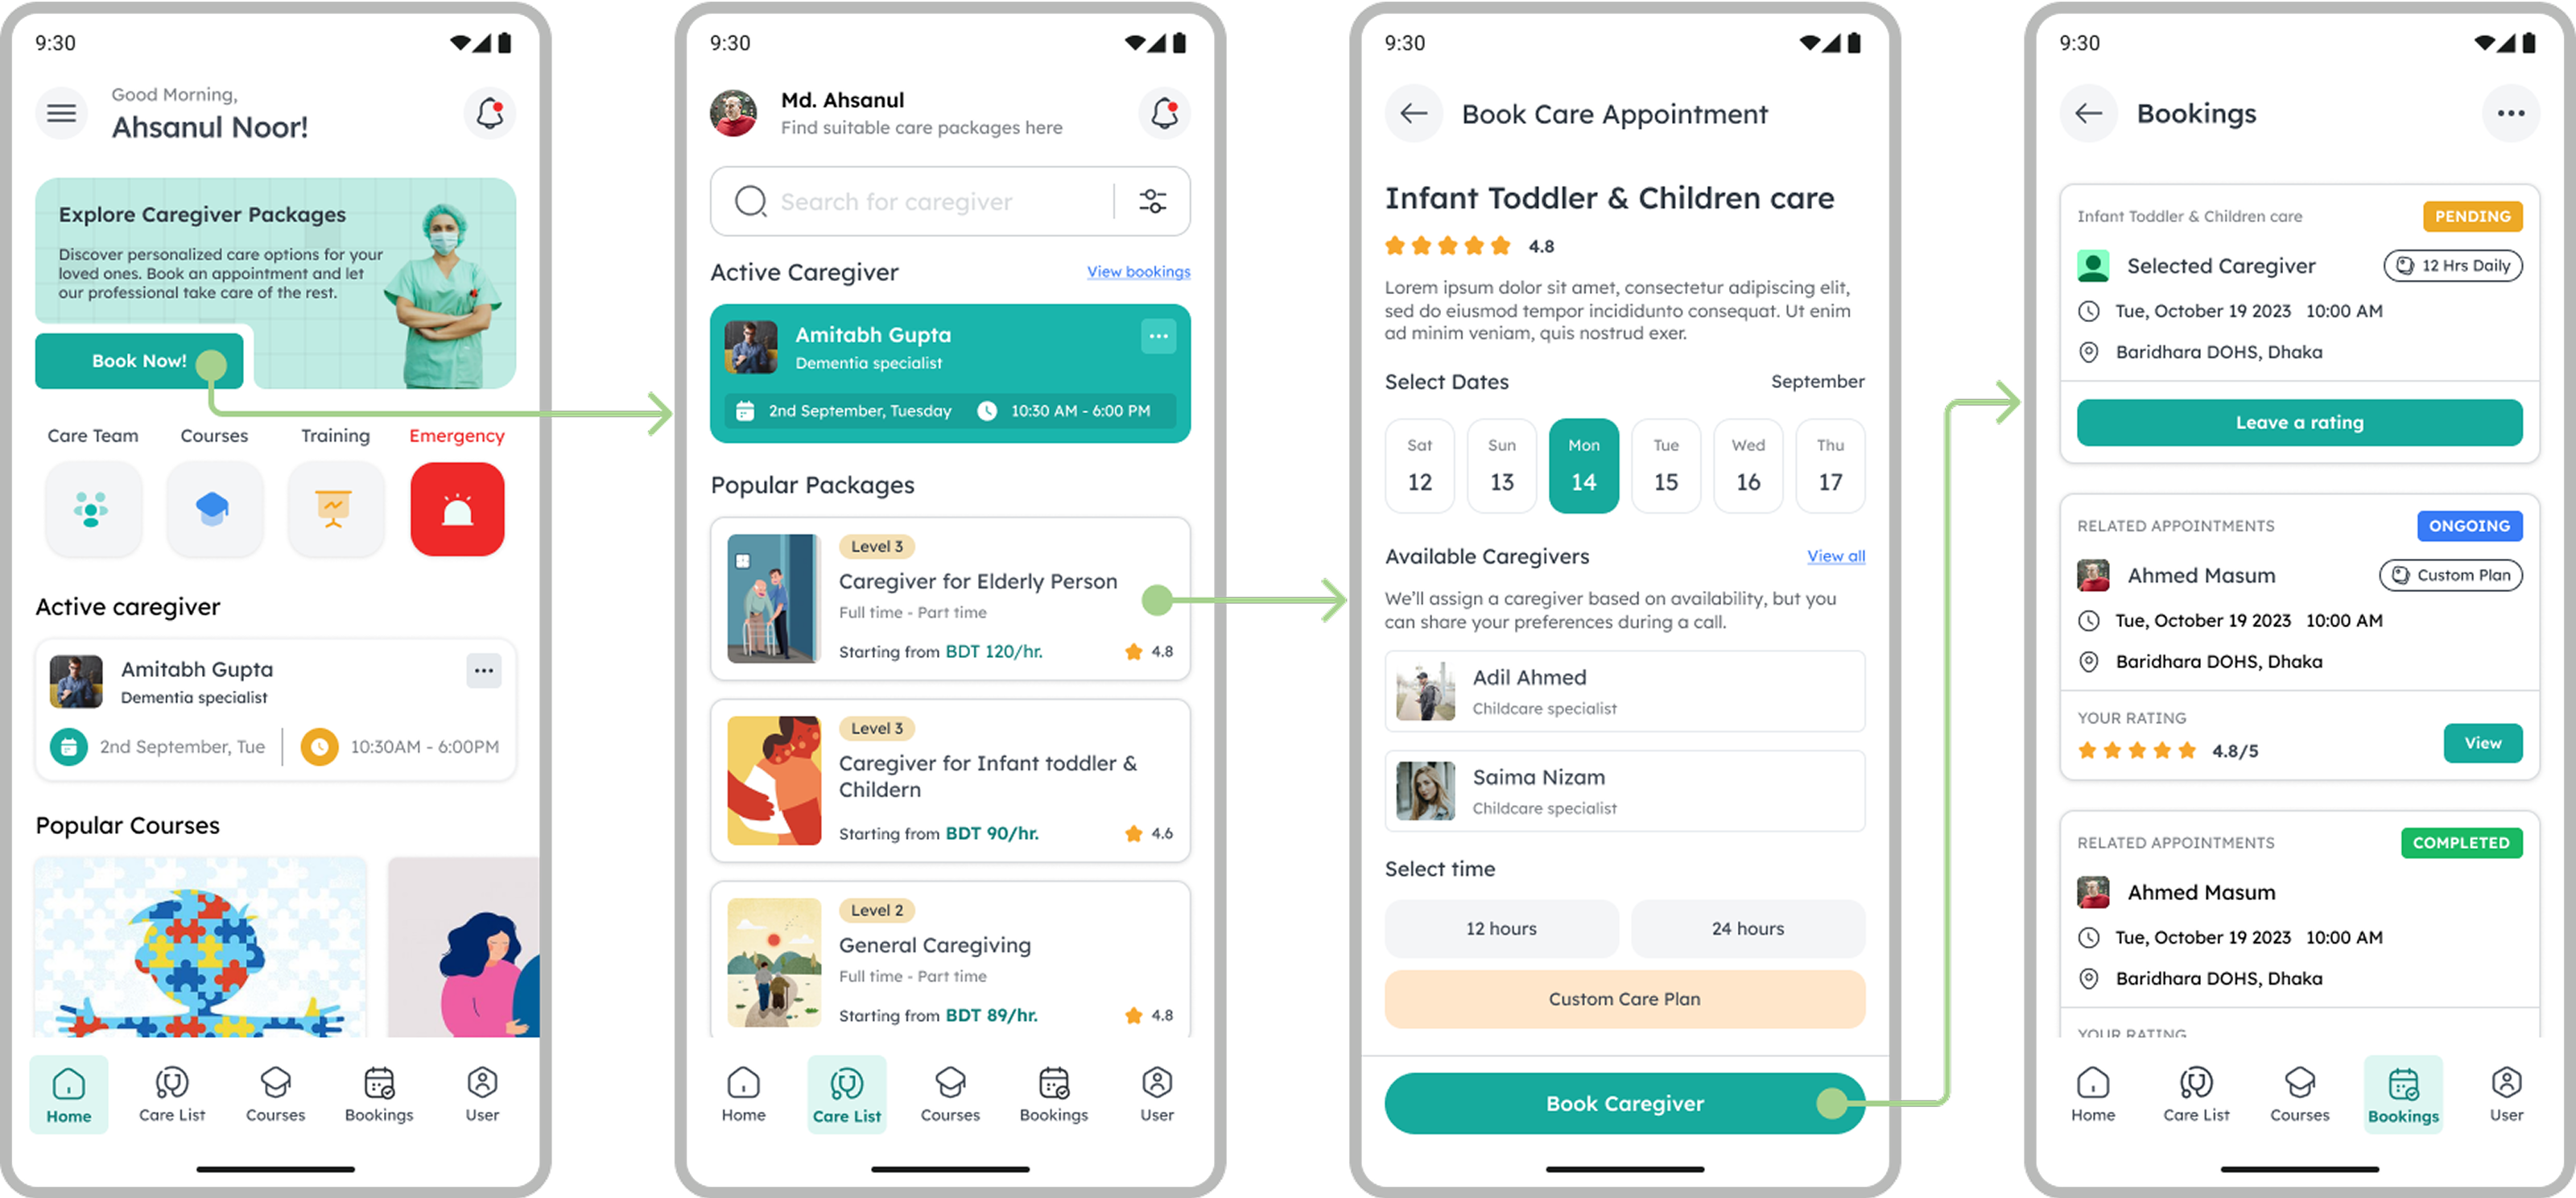 9:30
Good Morning,
Ahsanul Noor!
Explore Caregiver Packages
Discover personalized care options for your
loved ones. Book an appointment and let
our professional take care of the rest.
Book Now!
Care Team Courses Training Emergency
Active caregiver
Amitabh Gupta
Dementia specialist
2nd September, Tue 10:30AM - 6:00PM
Popular Courses
Home Care List Courses Bookings User
9:30
Md. Ahsanul
Find suitable care packages here
Search for caregiver
Active Caregiver View bookings
Amitabh Gupta
Dementia specialist
2nd September, Tuesday 10:30 AM - 6:00 PM
Popular Packages
Level 3
Caregiver for Elderly Person
Full time - Part time
Starting from BDT 120/hr. 4.8
Level 3
Caregiver for Infant toddler &
Childern
Starting from BDT 90/hr. 4.6
Level 2
General Caregiving
Full time - Part time
Starting from BDT 89/hr. 4.8
Home Care List Courses Bookings User
9:30
Book Care Appointment
Infant Toddler & Children care
4.8
Lorem ipsum dolor sit amet, consectetur adipiscing elit,
sed do eiusmod tempor incididunto consequat. Ut enim
ad minim veniam, quis nostrud exer.
Select Dates September
Sat Sun Mon Tue Wed Thu
12 13 14 15 16 17
Available Caregivers View all
We'll assign a caregiver based on availability, but you
can share your preferences during a call.
Adil Ahmed
Childcare specialist
Saima Nizam
Childcare specialist
Select time
12 hours 24 hours
Custom Care Plan
Book Caregiver
9:30
Bookings
Infant Toddler & Children care PENDING
Selected Caregiver 12 Hrs Daily
Tue, October 19 2023 10:00 AM
Baridhara DOHS, Dhaka
Leave a rating
RELATED APPOINTMENTS ONGOING
Ahmed Masum Custom Plan
Tue, October 19 2023 10:00 AM
Baridhara DOHS, Dhaka
YOUR RATING
4.8/5 View
RELATED APPOINTMENTS COMPLETED
Ahmed Masum
Tue, October 19 2023 10:00 AM
Baridhara DOHS, Dhaka
YOUR RATING
Home Care List Courses Bookings User